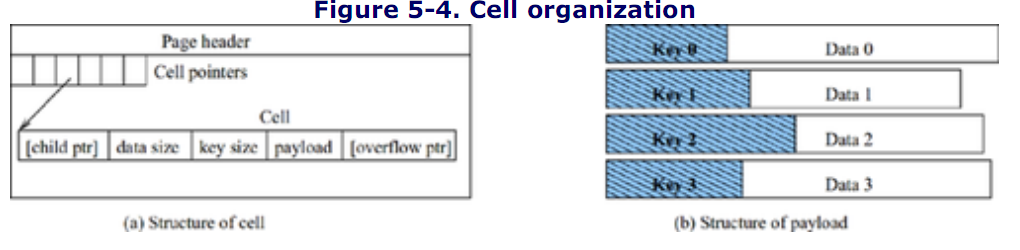 Figure 5-4. Cell organization
Page header
Cell pointers
Cell
[child ptr] data size key size payload [overflow ptr]
(a) Structure of cell
Key 0 Data 0
Key 1 Data 1
Key 2 Data 2
Key 3 Data 3
(b) Structure of payload